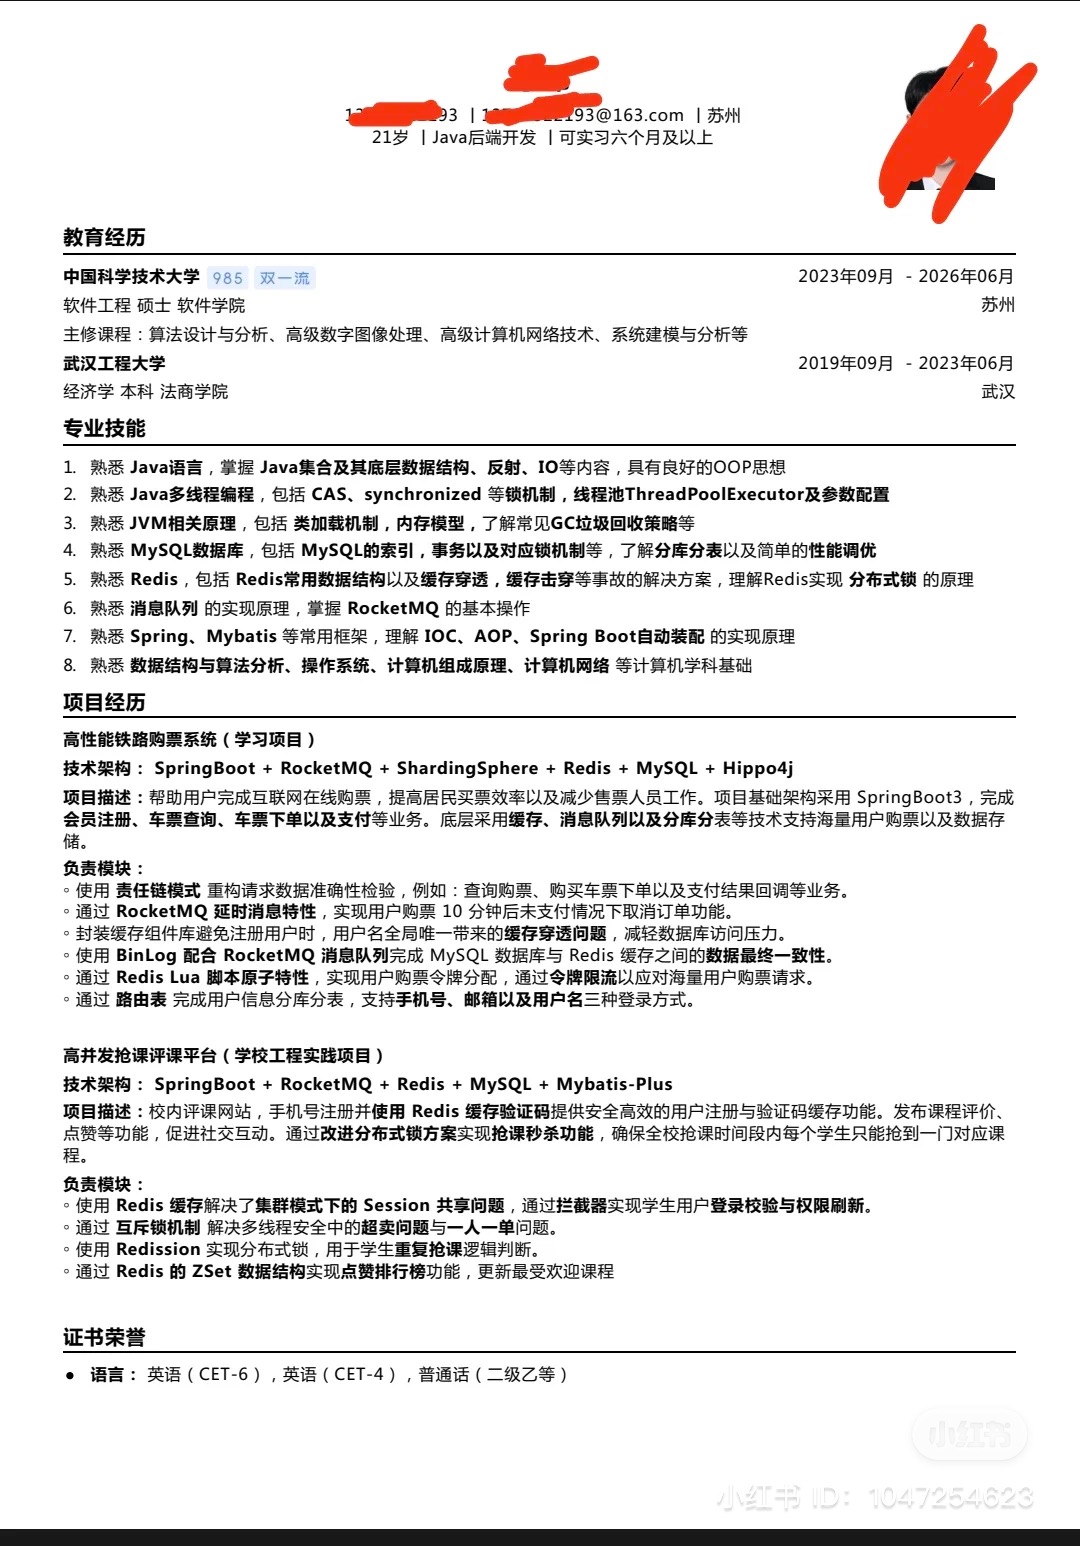 193 | 193@163.com | 苏州
21岁 | Java后端开发 | 可实习六个月及以上
教育经历
中国科学技术大学 985 双一流 2023年09月 - 2026年06月
软件工程 硕士 软件学院 苏州
主修课程：算法设计与分析、高级数字图像处理、高级计算机网络技术、系统建模与分析等
武汉工程大学 2019年09月 - 2023年06月
经济学 本科 法商学院 武汉
专业技能
1. 熟悉 Java语言，掌握 Java集合及其底层数据结构、反射、IO等内容，具有良好的OOP思想
2. 熟悉 Java多线程编程，包括 CAS、synchronized 等锁机制，线程池ThreadPoolExecutor及参数配置
3. 熟悉 JVM相关原理，包括 类加载机制，内存模型，了解常见GC垃圾回收策略等
4. 熟悉 MySQL数据库，包括 MySQL的索引，事务以及对应锁机制等，了解分库分表以及简单的性能调优
5. 熟悉 Redis，包括 Redis常用数据结构以及缓存穿透，缓存击穿等事故的解决方案，理解Redis实现 分布式锁 的原理
6. 熟悉 消息队列 的实现原理，掌握 RocketMQ 的基本操作
7. 熟悉 Spring、Mybatis 等常用框架，理解 IOC、AOP、Spring Boot自动装配 的实现原理
8. 熟悉 数据结构与算法分析、操作系统、计算机组成原理、计算机网络 等计算机学科基础
项目经历
高性能铁路购票系统（学习项目）
技术架构： SpringBoot + RocketMQ + ShardingSphere + Redis + MySQL + Hippo4j
项目描述：帮助用户完成互联网在线购票，提高居民买票效率以及减少售票人员工作。项目基础架构采用 SpringBoot3，完成
会员注册、车票查询、车票下单以及支付等业务。底层采用缓存、消息队列以及分库分表等技术支持海量用户购票以及数据存
储。
负责模块：
◦ 使用 责任链模式 重构请求数据准确性检验，例如：查询购票、购买车票下单以及支付结果回调等业务。
◦ 通过 RocketMQ 延时消息特性，实现用户购票 10 分钟后未支付情况下取消订单功能。
◦ 封装缓存组件库避免注册用户时，用户名全局唯一带来的缓存穿透问题，减轻数据库访问压力。
◦ 使用 BinLog 配合 RocketMQ 消息队列完成 MySQL 数据库与 Redis 缓存之间的数据最终一致性。
◦ 通过 Redis Lua 脚本原子特性，实现用户购票令牌分配，通过令牌限流以应对海量用户购票请求。
◦ 通过 路由表 完成用户信息分库分表，支持手机号、邮箱以及用户名三种登录方式。
高并发抢课评课平台（学校工程实践项目）
技术架构： SpringBoot + RocketMQ + Redis + MySQL + Mybatis-Plus
项目描述：校内评课网站，手机号注册并使用 Redis 缓存验证码提供安全高效的用户注册与验证码缓存功能。发布课程评价、
点赞等功能，促进社交互动。通过改进分布式锁方案实现抢课秒杀功能，确保全校抢课时间段内每个学生只能抢到一门对应课
程。
负责模块：
◦ 使用 Redis 缓存解决了集群模式下的 Session 共享问题，通过拦截器实现学生用户登录校验与权限刷新。
◦ 通过 互斥锁机制 解决多线程安全中的超卖问题与一人一单问题。
◦ 使用 Redission 实现分布式锁，用于学生重复抢课逻辑判断。
◦ 通过 Redis 的 ZSet 数据结构实现点赞排行榜功能，更新最受欢迎课程
证书荣誉
● 语言： 英语（CET-6），英语（CET-4），普通话（二级乙等）
小红书
小红书 ID：1047254623